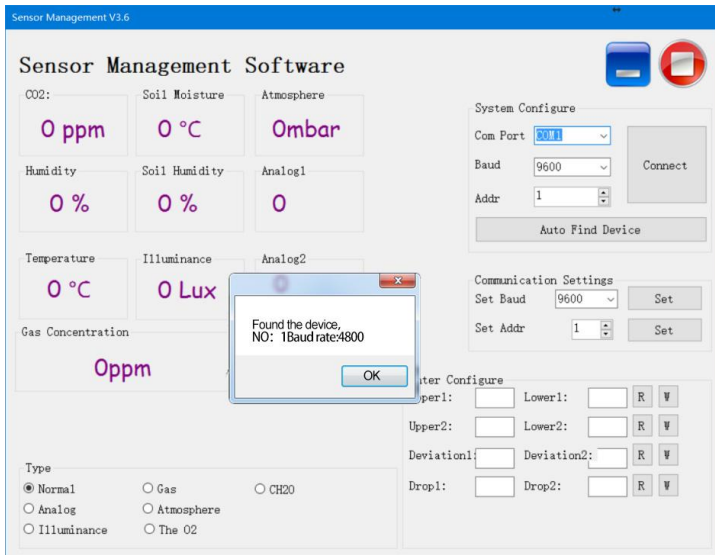 Sensor Management V3.6
Sensor Management Software
CO2: Soil Moisture Atmosphere
0 ppm 0 °C 0mbar
Humidity Soil Humidity Analog1
0 % 0 % 0
Temperature Illuminance Analog2
0 °C 0 Lux 0
Gas Concentration
0ppm
System Configure
Com Port COM1
Baud 9600
Connect
Addr 1
Auto Find Device
Communication Settings
Set Baud 9600 Set
Set Addr 1 Set
Found the device,
NO: 1Baud rate:4800
OK
Configure
Lower1: R W
Upper2: Lower2: R W
Deviation1: Deviation2: R W
Drop1: Drop2: R W
Type
Normal Gas CH20
Analog Atmosphere
Illuminance The O2